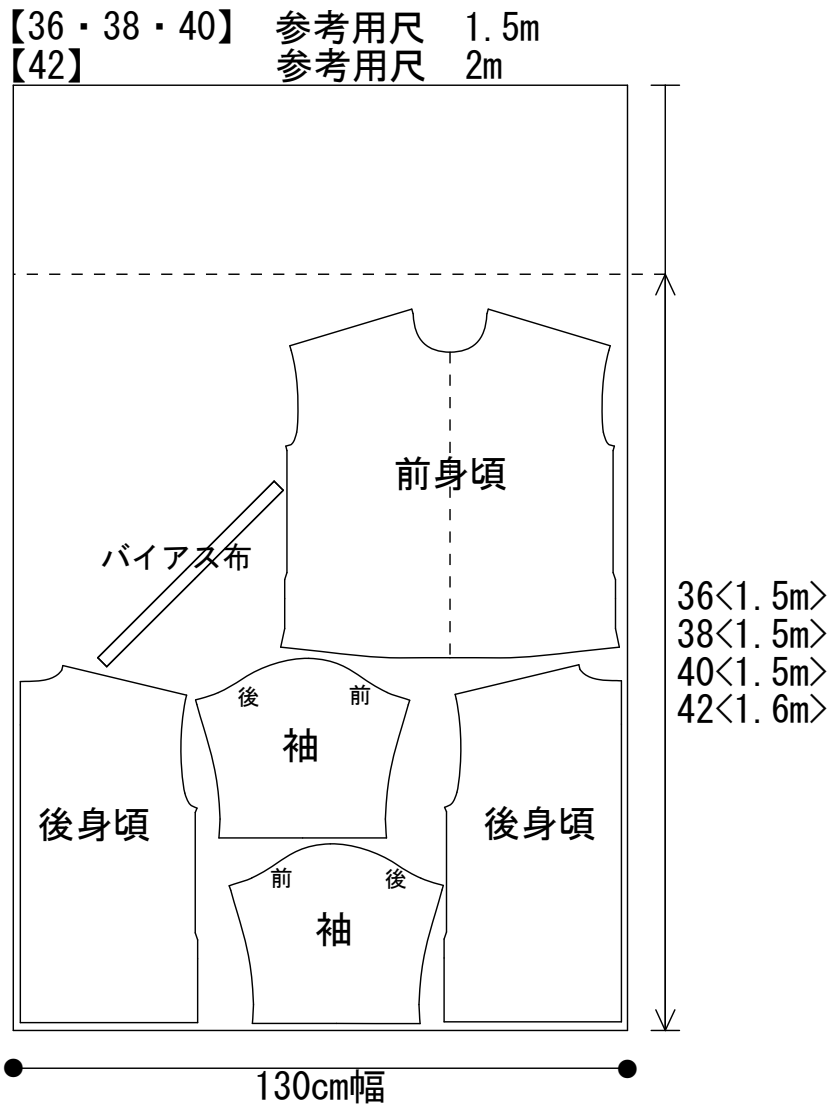 【36・38・40】 参考用尺 1.5m
【42】 参考用尺 2m
前身頃
バイアス布
36<1.5m>
38<1.5m>
40<1.5m>
42<1.6m>
後 前
袖
後身頃
後身頃
前 後
袖
130cm幅